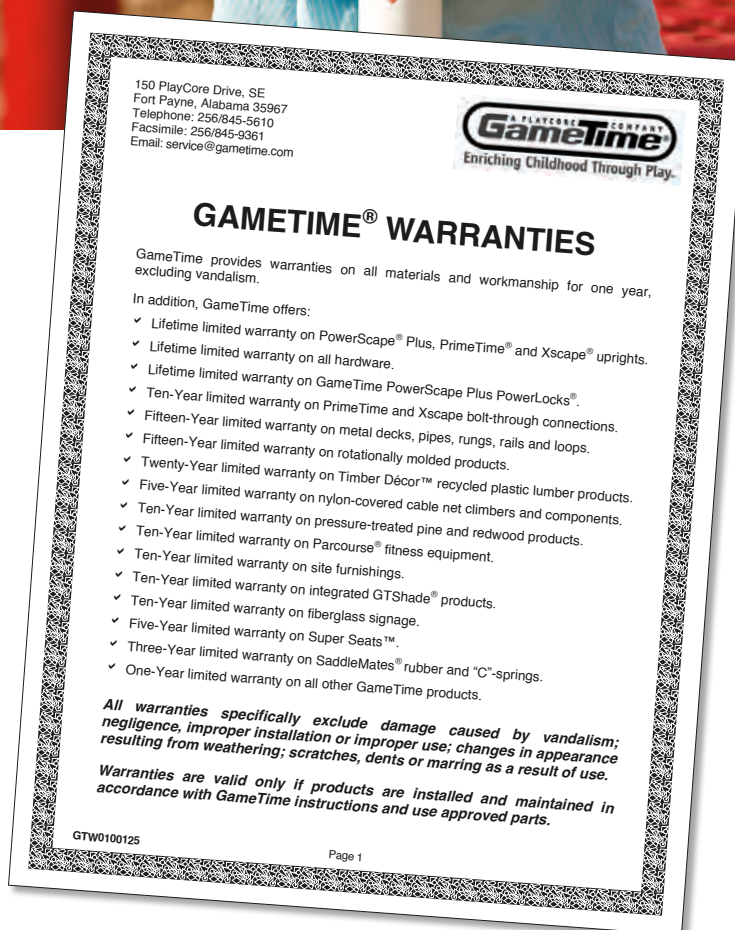 150 PlayCore Drive, SE
Fort Payne, Alabama 35967
Telephone: 256/845-5610
Facsimile: 256/845-9361
Email: service@gametime.com
A PLAYCORE COMPANY
GameTime®
Enriching Childhood Through Play.
GAMETIME® WARRANTIES
GameTime provides warranties on all materials and workmanship for one year,
excluding vandalism.
In addition, GameTime offers:
✓ Lifetime limited warranty on PowerScape® Plus, PrimeTime® and Xscape® uprights.
✓ Lifetime limited warranty on all hardware.
✓ Lifetime limited warranty on GameTime PowerScape Plus PowerLocks®.
✓ Ten-Year limited warranty on PrimeTime and Xscape bolt-through connections.
✓ Fifteen-Year limited warranty on metal decks, pipes, rungs, rails and loops.
✓ Fifteen-Year limited warranty on rotationally molded products.
✓ Twenty-Year limited warranty on Timber Décor™ recycled plastic lumber products.
✓ Five-Year limited warranty on nylon-covered cable net climbers and components.
✓ Ten-Year limited warranty on pressure-treated pine and redwood products.
✓ Ten-Year limited warranty on Parcourse® fitness equipment.
✓ Ten-Year limited warranty on site furnishings.
✓ Ten-Year limited warranty on integrated GTShade® products.
✓ Ten-Year limited warranty on fiberglass signage.
✓ Five-Year limited warranty on Super Seats™.
✓ Three-Year limited warranty on SaddleMates® rubber and “C”-springs.
✓ One-Year limited warranty on all other GameTime products.
All warranties specifically exclude damage caused by vandalism;
negligence, improper installation or improper use; changes in appearance
resulting from weathering; scratches, dents or marring as a result of use.
Warranties are valid only if products are installed and maintained in
accordance with GameTime instructions and use approved parts.
GTW0100125
Page 1